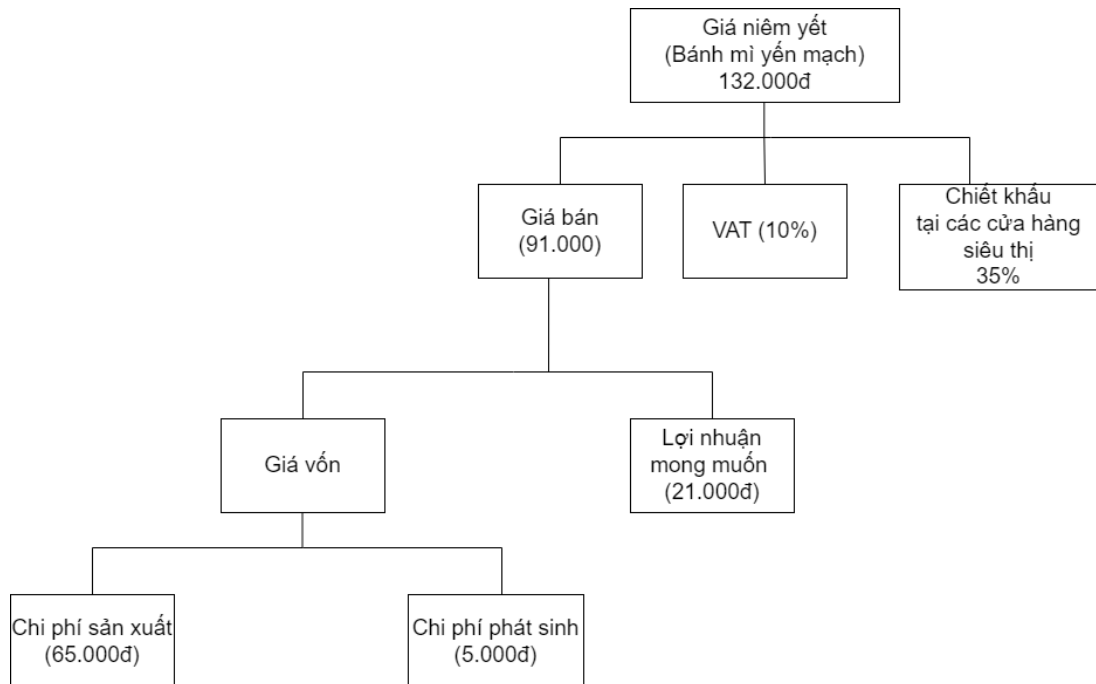 Giá niêm yết
(Bánh mì yến mạch)
132.000đ
Giá bán
(91.000)
VAT (10%)
Chiết khấu
tại các cửa hàng
siêu thị
35%
Giá vốn
Lợi nhuận
mong muốn
(21.000đ)
Chi phí sản xuất
(65.000đ)
Chi phí phát sinh
(5.000đ)